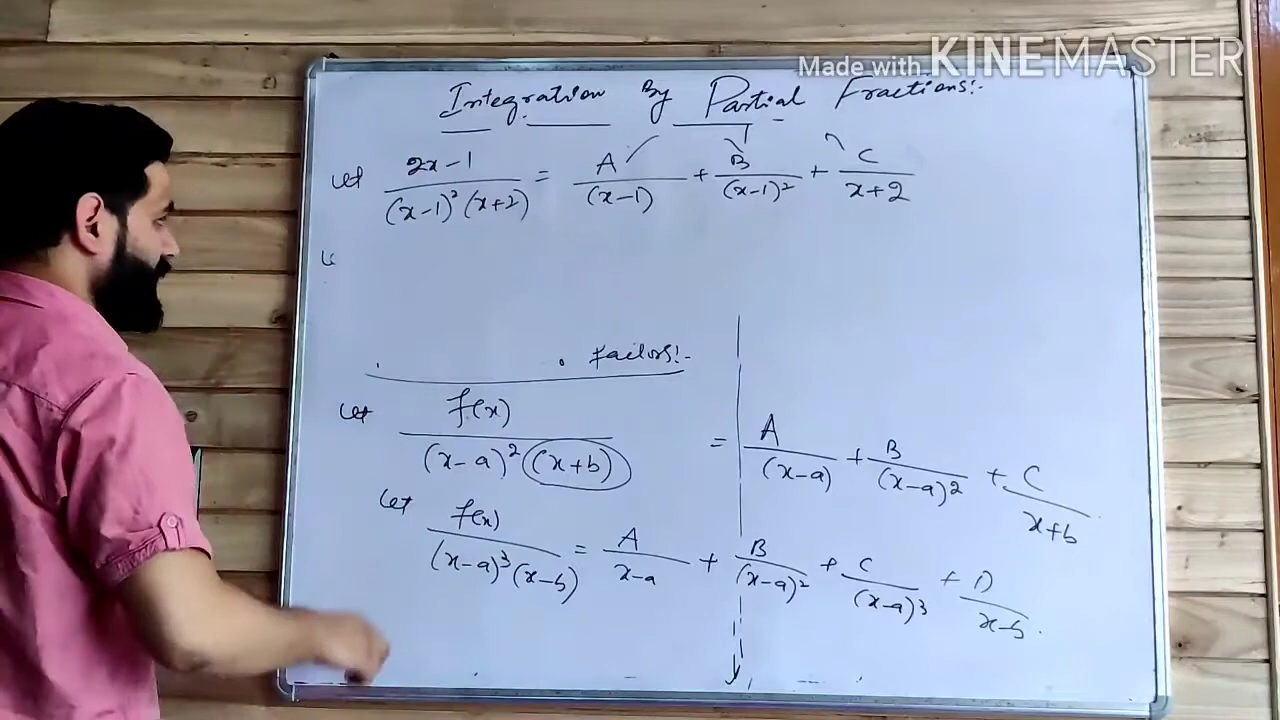 Made with KINEMASTER
Integration By Partial Fractions:-
Let (2x-1)/((x-1)²(x+2)) = A/(x-1) + B/(x-1)² + C/(x+2)
Factors:-
Let f(x)/((x-a)²(x+b)) = A/(x-a) + B/(x-a)² + C/(x+b)
Let f(x)/((x-a)³(x-b)) = A/(x-a) + B/(x-a)² + C/(x-a)³ + D/(x-b)